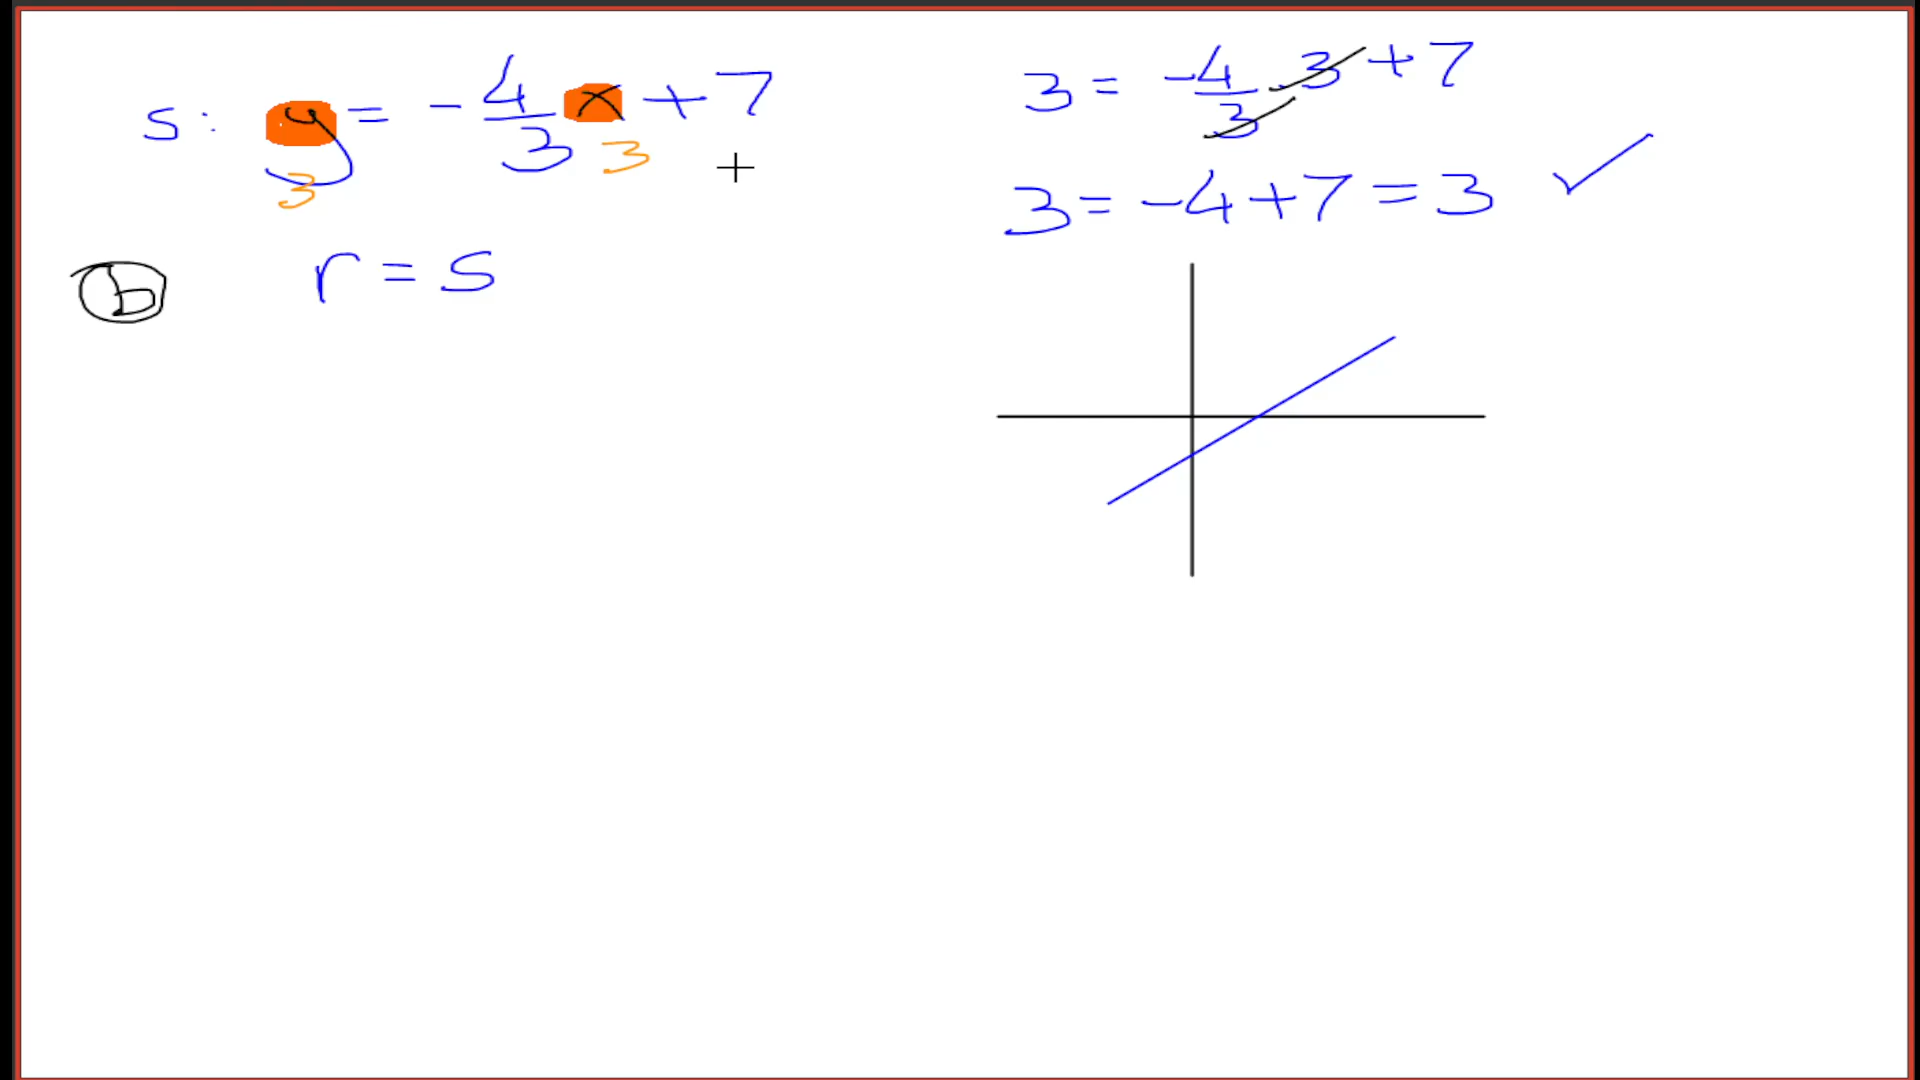 s: y = - 4/3 x + 7
3 3
3 = -4/3 . 3 + 7
3 = -4 + 7 = 3 ✓
b r = s